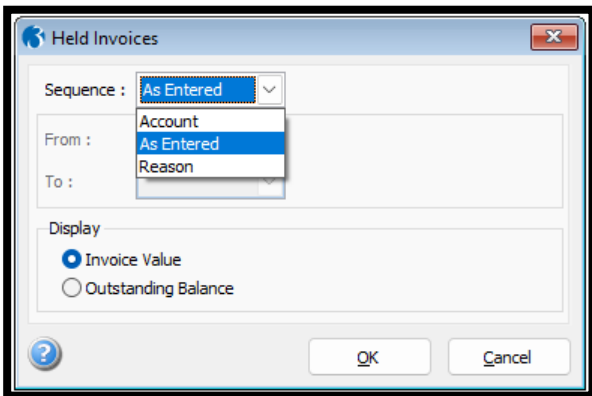 Held Invoices
Sequence : As Entered
Account
From :
As Entered
Reason
To :
Display
Invoice Value
Outstanding Balance
? OK Cancel